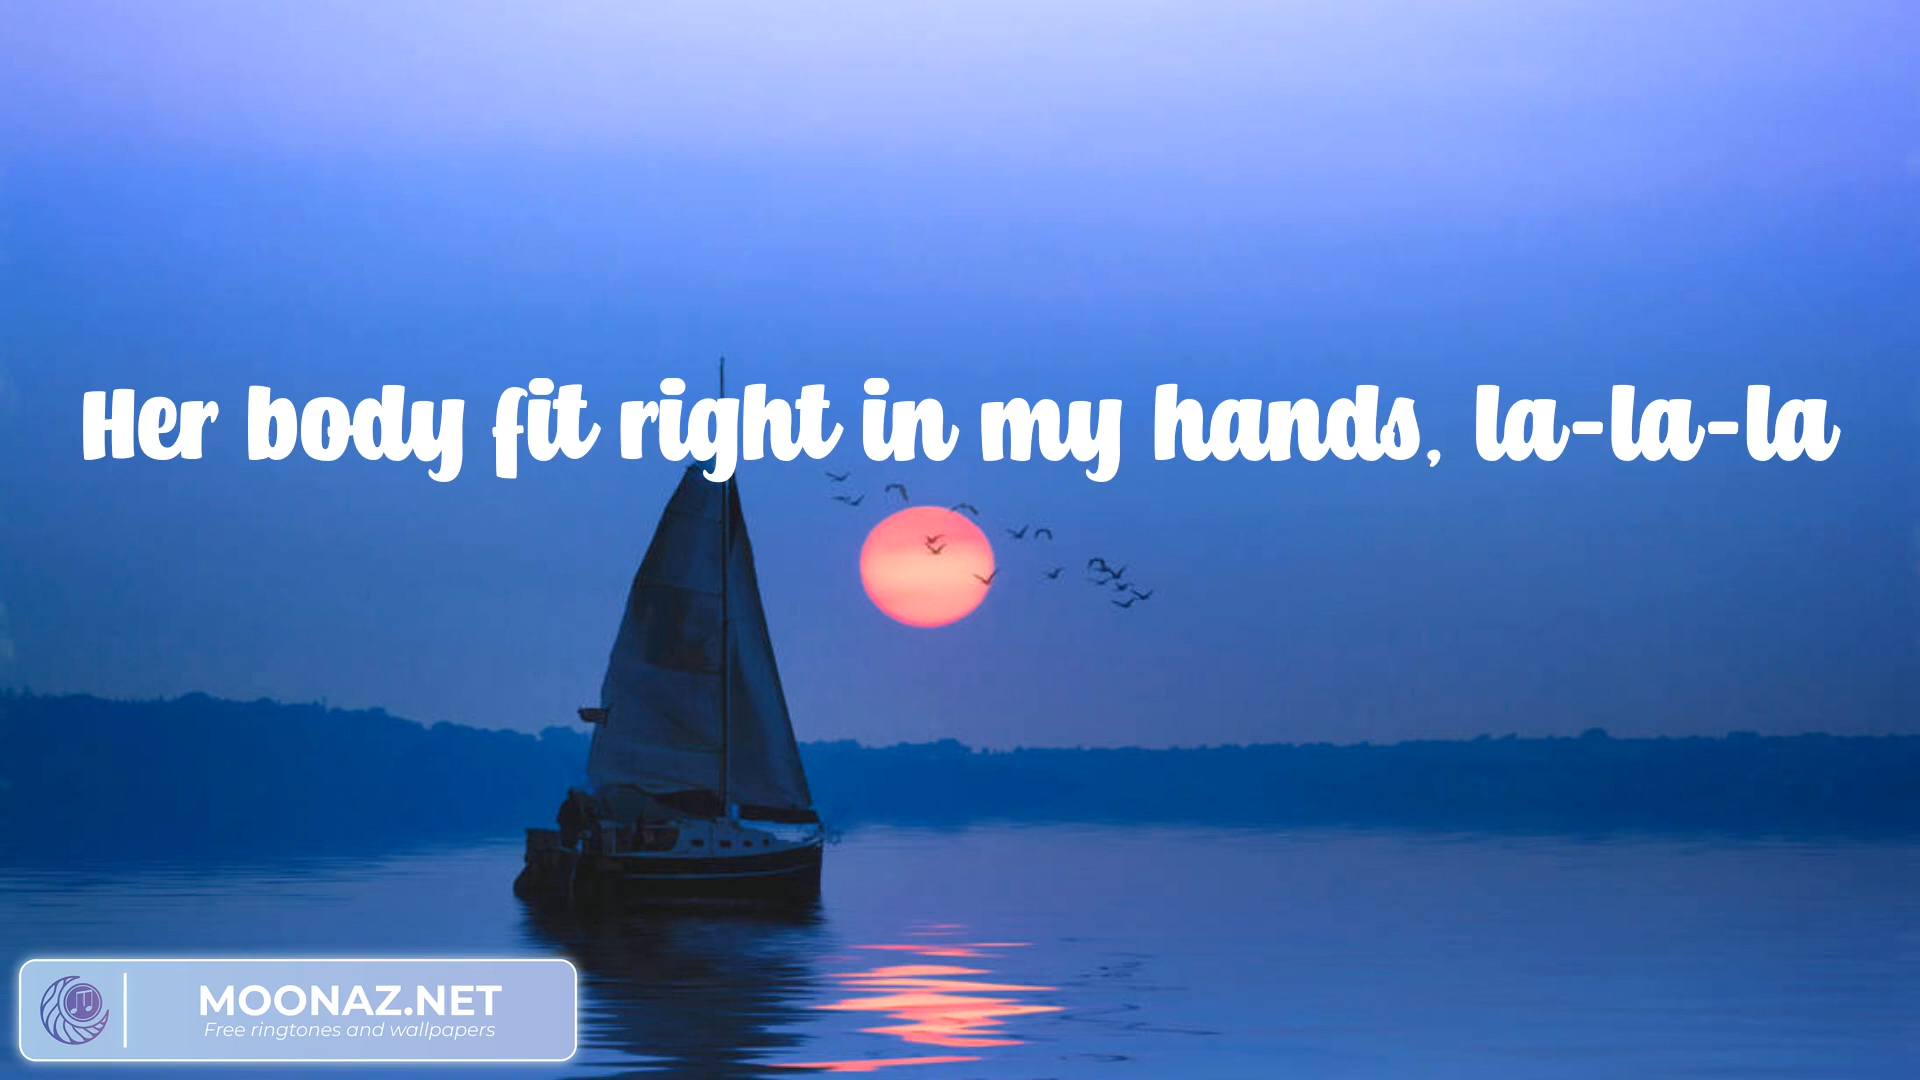 Her body fit right in my hands, la-la-la
MOONAZ.NET
Free ringtones and wallpapers